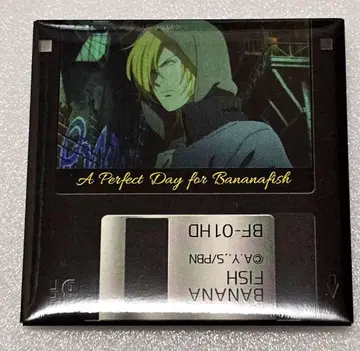 A Perfect Day for Bananafish
BANANA
FISH
©A.Y.,S/PBN
BF-01HD